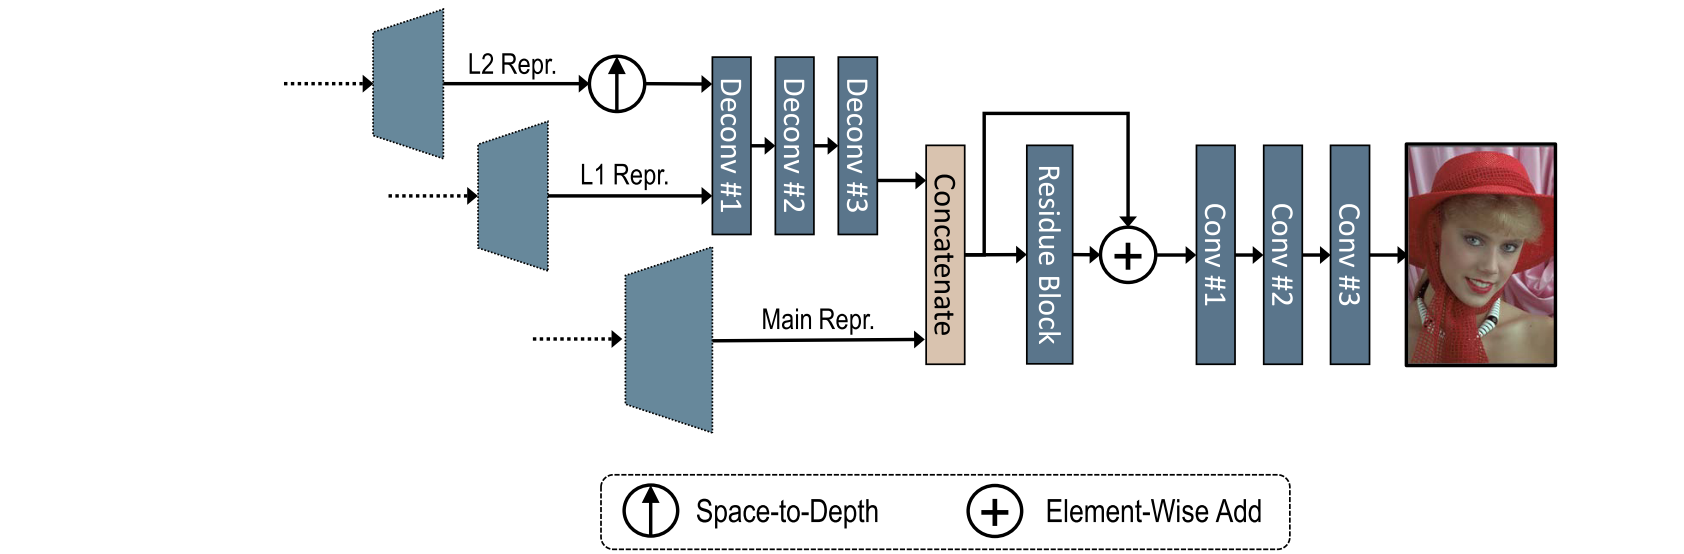 L2 Repr.
L1 Repr.
Main Repr.
Deconv #1
Deconv #2
Deconv #3
Concatenate
Residue Block
+
Conv #1
Conv #2
Conv #3
Space-to-Depth
+
Element-Wise Add